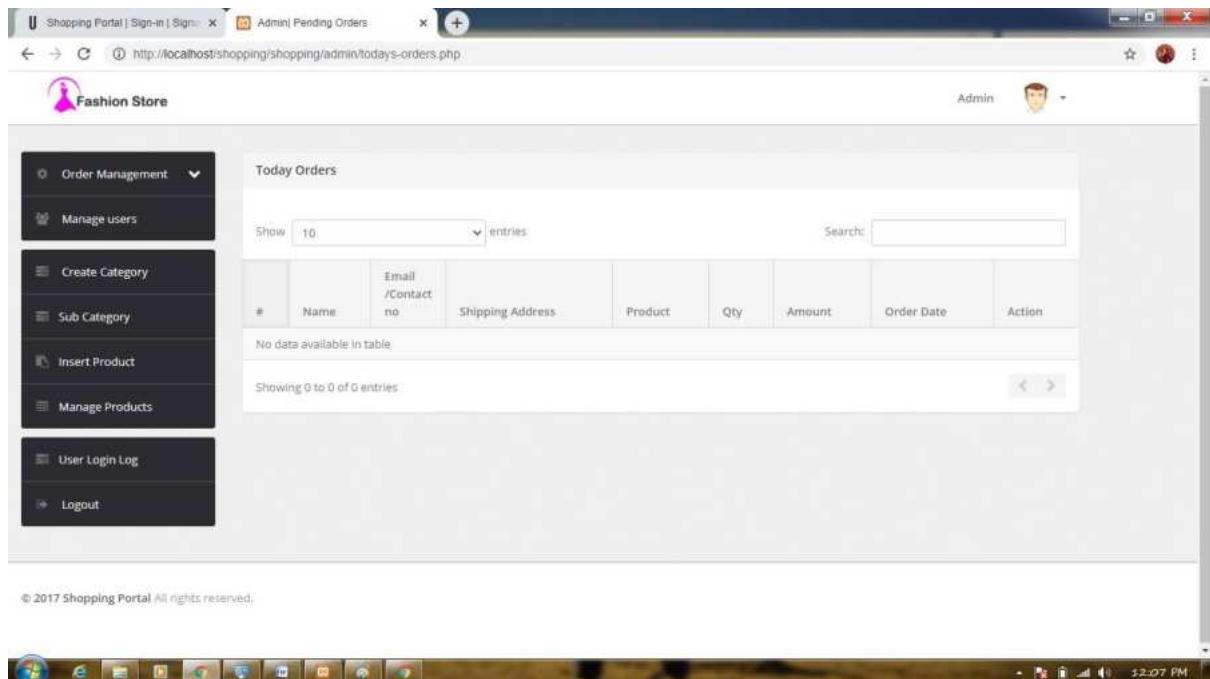 Shopping Portal | Sign-in | Sign
Admin| Pending Orders
http://localhost/shopping/shopping/admin/todays-orders.php
Fashion Store
Admin
Order Management
Manage users
Create Category
Sub Category
Insert Product
Manage Products
User Login Log
Logout
Today Orders
Show 10 entries
Search:
# Name Email /Contact no Shipping Address Product Qty Amount Order Date Action
No data available in table
Showing 0 to 0 of 0 entries
© 2017 Shopping Portal All rights reserved.
12:07 PM